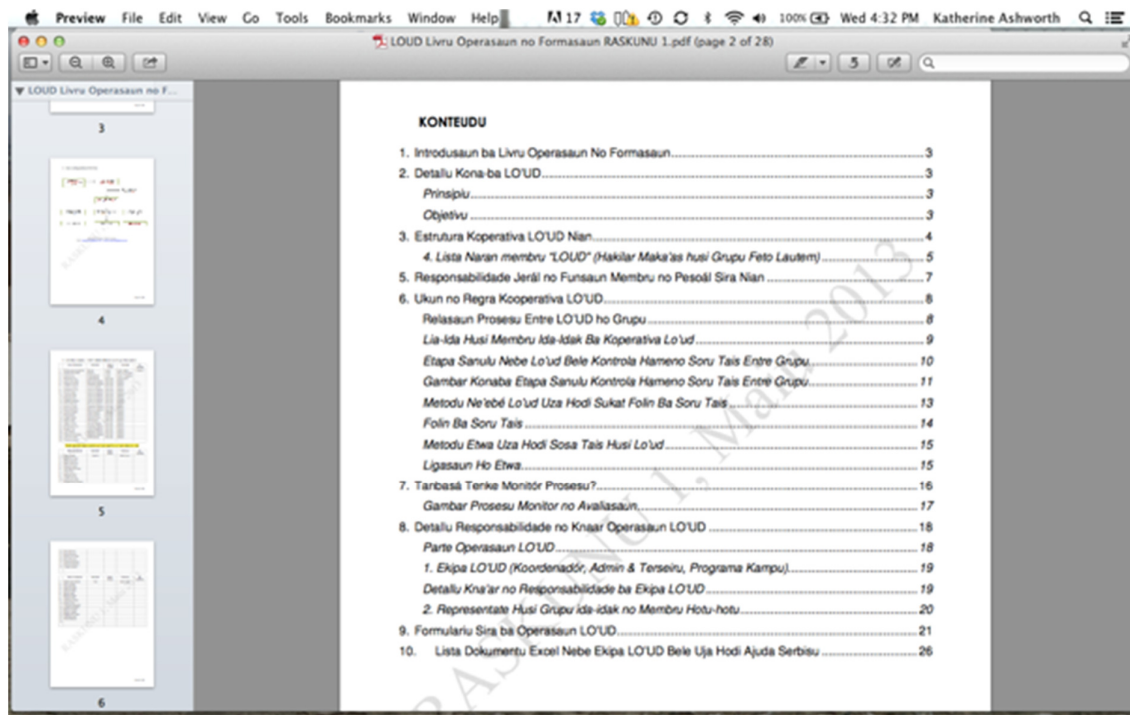 Preview File Edit View Go Tools Bookmarks Window Help 17 100% Wed 4:32 PM Katherine Ashworth
LOUD Livru Operasaun no Formasaun RASKUNU 1.pdf (page 2 of 28)
LOUD Livru Operasaun no F...
3
4
5
6
KONTEUDU
1. Introdusaun ba Livru Operasaun No Formasaun 3
2. Detallu Kona-ba LO'UD 3
Prinsipiu 3
Objetivu 3
3. Estrutura Koperativa LO'UD Nian 4
4. Lista Naran membru "LOUD" (Hakilar Maka'as husi Grupu Feto Lautem) 5
5. Responsabilidade Jerál no Funsaun Membru no Pesoál Sira Nian 7
6. Ukun no Regra Kooperativa LO'UD 8
Relasaun Prosesu Entre LO'UD ho Grupu 8
Lia-Ida Husi Membru Ida-Idak Ba Koperativa Lo'ud 9
Etapa Sanulu Nebe Lo'ud Bele Kontrola Hameno Soru Tais Entre Grupu 10
Gambar Konaba Etapa Sanulu Kontrola Hameno Soru Tais Entre Grupu 11
Metodu Ne'ebé Lo'ud Uza Hodi Sukat Folin Ba Soru Tais 13
Folin Ba Soru Tais 14
Metodu Etwa Uza Hodi Sosa Tais Husi Lo'ud 15
Ligasaun Ho Etwa 15
7. Tanbasá Tenke Monitór Prosesu? 16
Gambar Prosesu Monitor no Avaliasaun 17
8. Detallu Responsabilidade no Knaar Operasaun LO'UD 18
Parte Operasaun LO'UD 18
1. Ekipa LO'UD (Koordenadór, Admin & Terseiru, Programa Kampu) 19
Detallu Kna'ar no Responsabilidade ba Ekipa LO'UD 19
2. Representate Husi Grupu ida-idak no Membru Hotu-hotu 20
9. Formulariu Sira ba Operasaun LO'UD 21
10. Lista Dokumentu Excel Nebe Ekipa LO'UD Bele Uja Hodi Ajuda Serbisu 26
RASKUNU 1, Maiu 2013